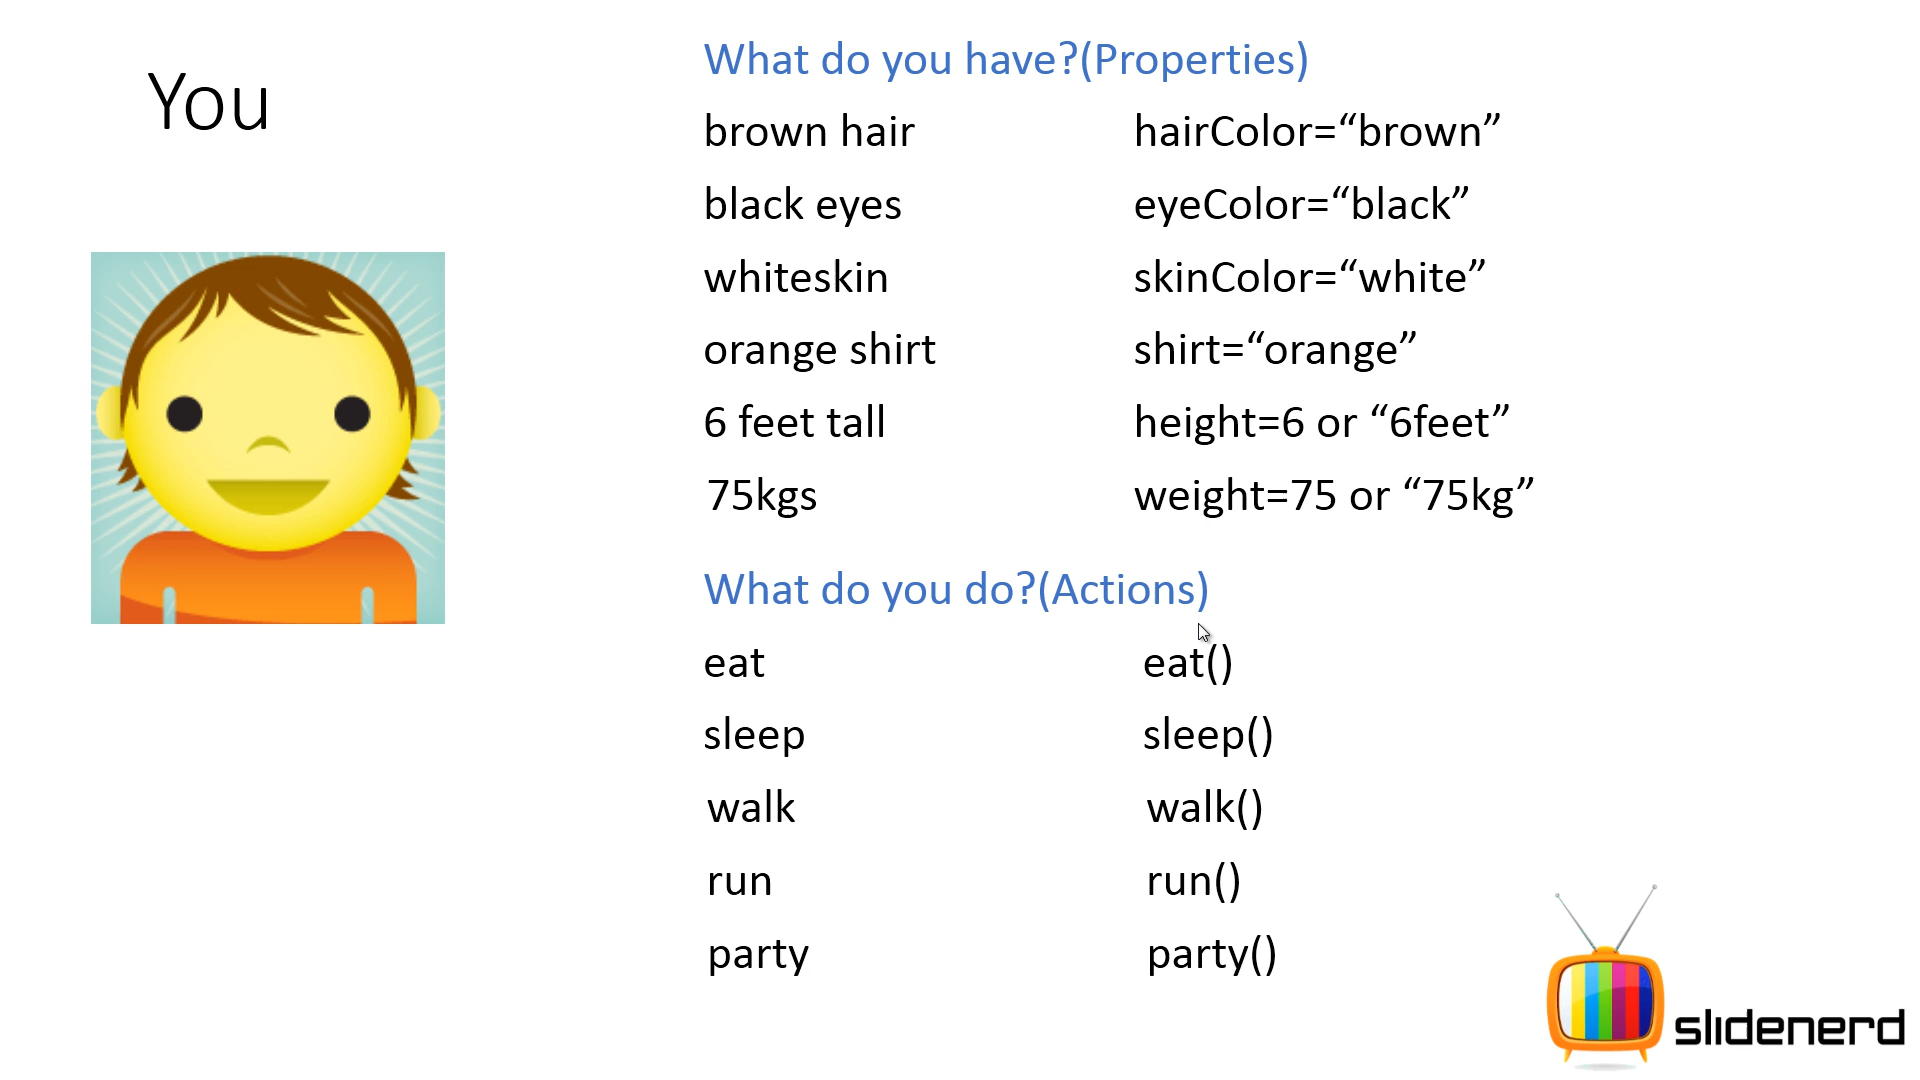 You
What do you have?(Properties)
brown hair hairColor=“brown”
black eyes eyeColor=“black”
whiteskin skinColor=“white”
orange shirt shirt=“orange”
6 feet tall height=6 or “6feet”
75kgs weight=75 or “75kg”
What do you do?(Actions)
eat eat()
sleep sleep()
walk walk()
run run()
party party()
slidenerd